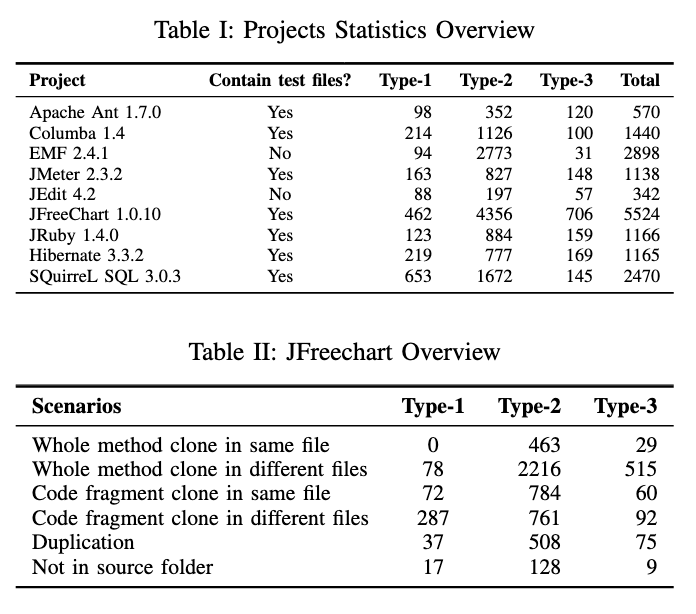 Table I: Projects Statistics Overview
Project Contain test files? Type-1 Type-2 Type-3 Total
Apache Ant 1.7.0 Yes 98 352 120 570
Columba 1.4 Yes 214 1126 100 1440
EMF 2.4.1 No 94 2773 31 2898
JMeter 2.3.2 Yes 163 827 148 1138
JEdit 4.2 No 88 197 57 342
JFreeChart 1.0.10 Yes 462 4356 706 5524
JRuby 1.4.0 Yes 123 884 159 1166
Hibernate 3.3.2 Yes 219 777 169 1165
SQuirreL SQL 3.0.3 Yes 653 1672 145 2470
Table II: JFreechart Overview
Scenarios Type-1 Type-2 Type-3
Whole method clone in same file 0 463 29
Whole method clone in different files 78 2216 515
Code fragment clone in same file 72 784 60
Code fragment clone in different files 287 761 92
Duplication 37 508 75
Not in source folder 17 128 9